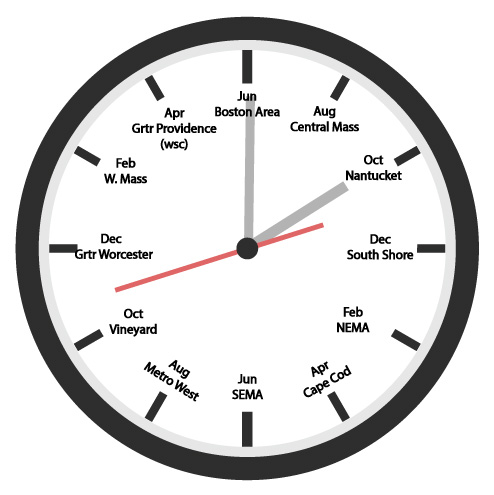 Jun
Boston Area
Aug
Central Mass
Oct
Nantucket
Dec
South Shore
Feb
NEMA
Apr
Cape Cod
Jun
SEMA
Aug
Metro West
Oct
Vineyard
Dec
Grtr Worcester
Feb
W. Mass
Apr
Grtr Providence
(wsc)